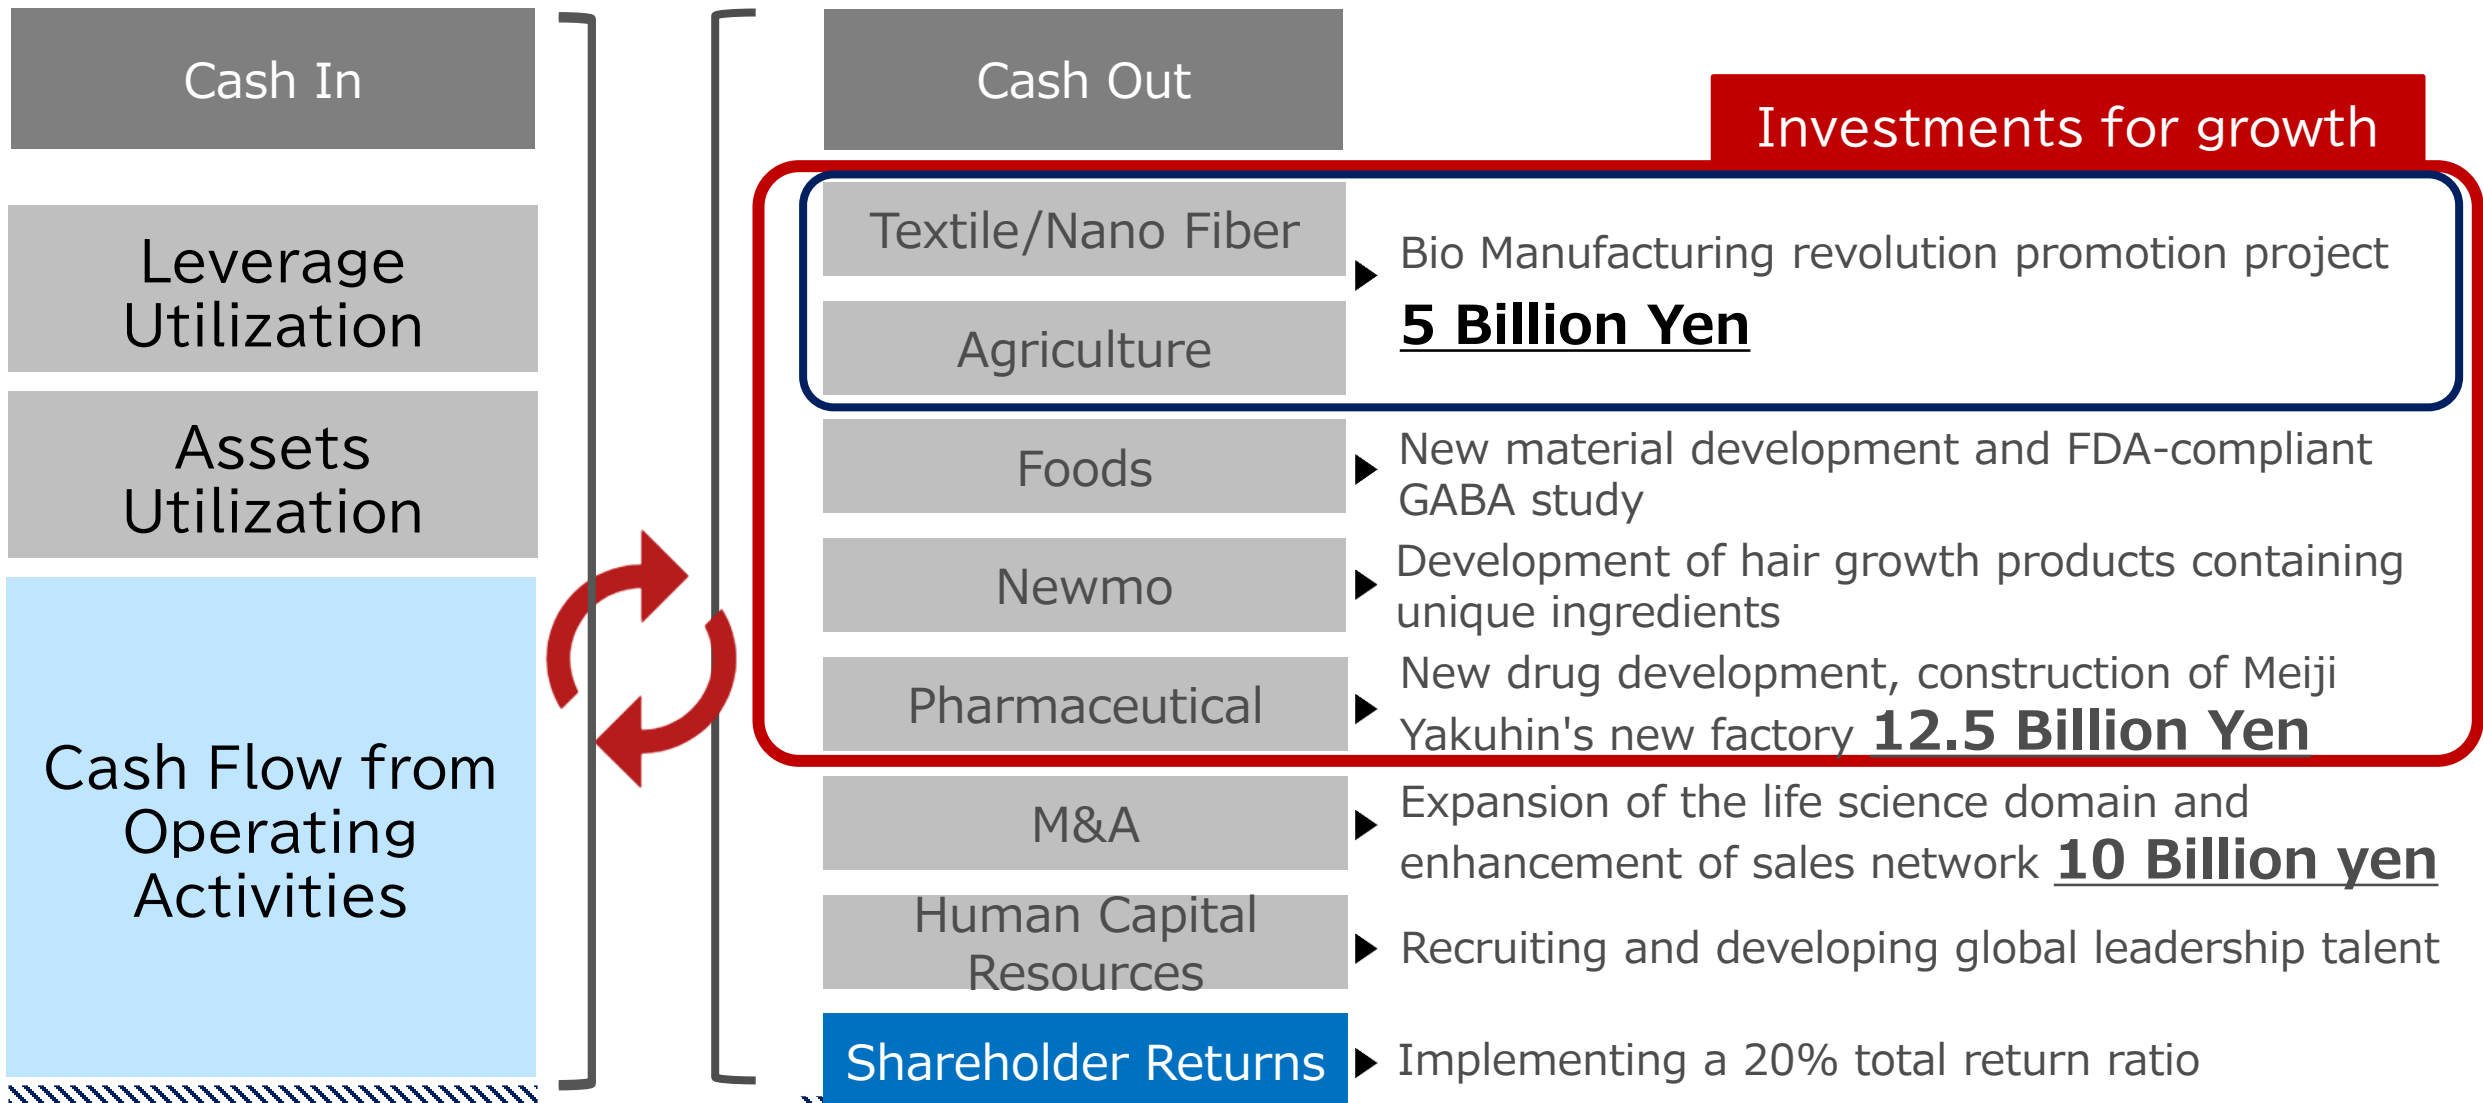 Cash In
Leverage
Utilization
Assets
Utilization
Cash Flow from
Operating
Activities
Cash Out
Investments for growth
Textile/Nano Fiber
Agriculture
Bio Manufacturing revolution promotion project
5 Billion Yen
Foods
New material development and FDA-compliant
GABA study
Newmo
Development of hair growth products containing
unique ingredients
Pharmaceutical
New drug development, construction of Meiji
Yakuhin's new factory 12.5 Billion Yen
M&A
Expansion of the life science domain and
enhancement of sales network 10 Billion yen
Human Capital
Resources
Recruiting and developing global leadership talent
Shareholder Returns
Implementing a 20% total return ratio